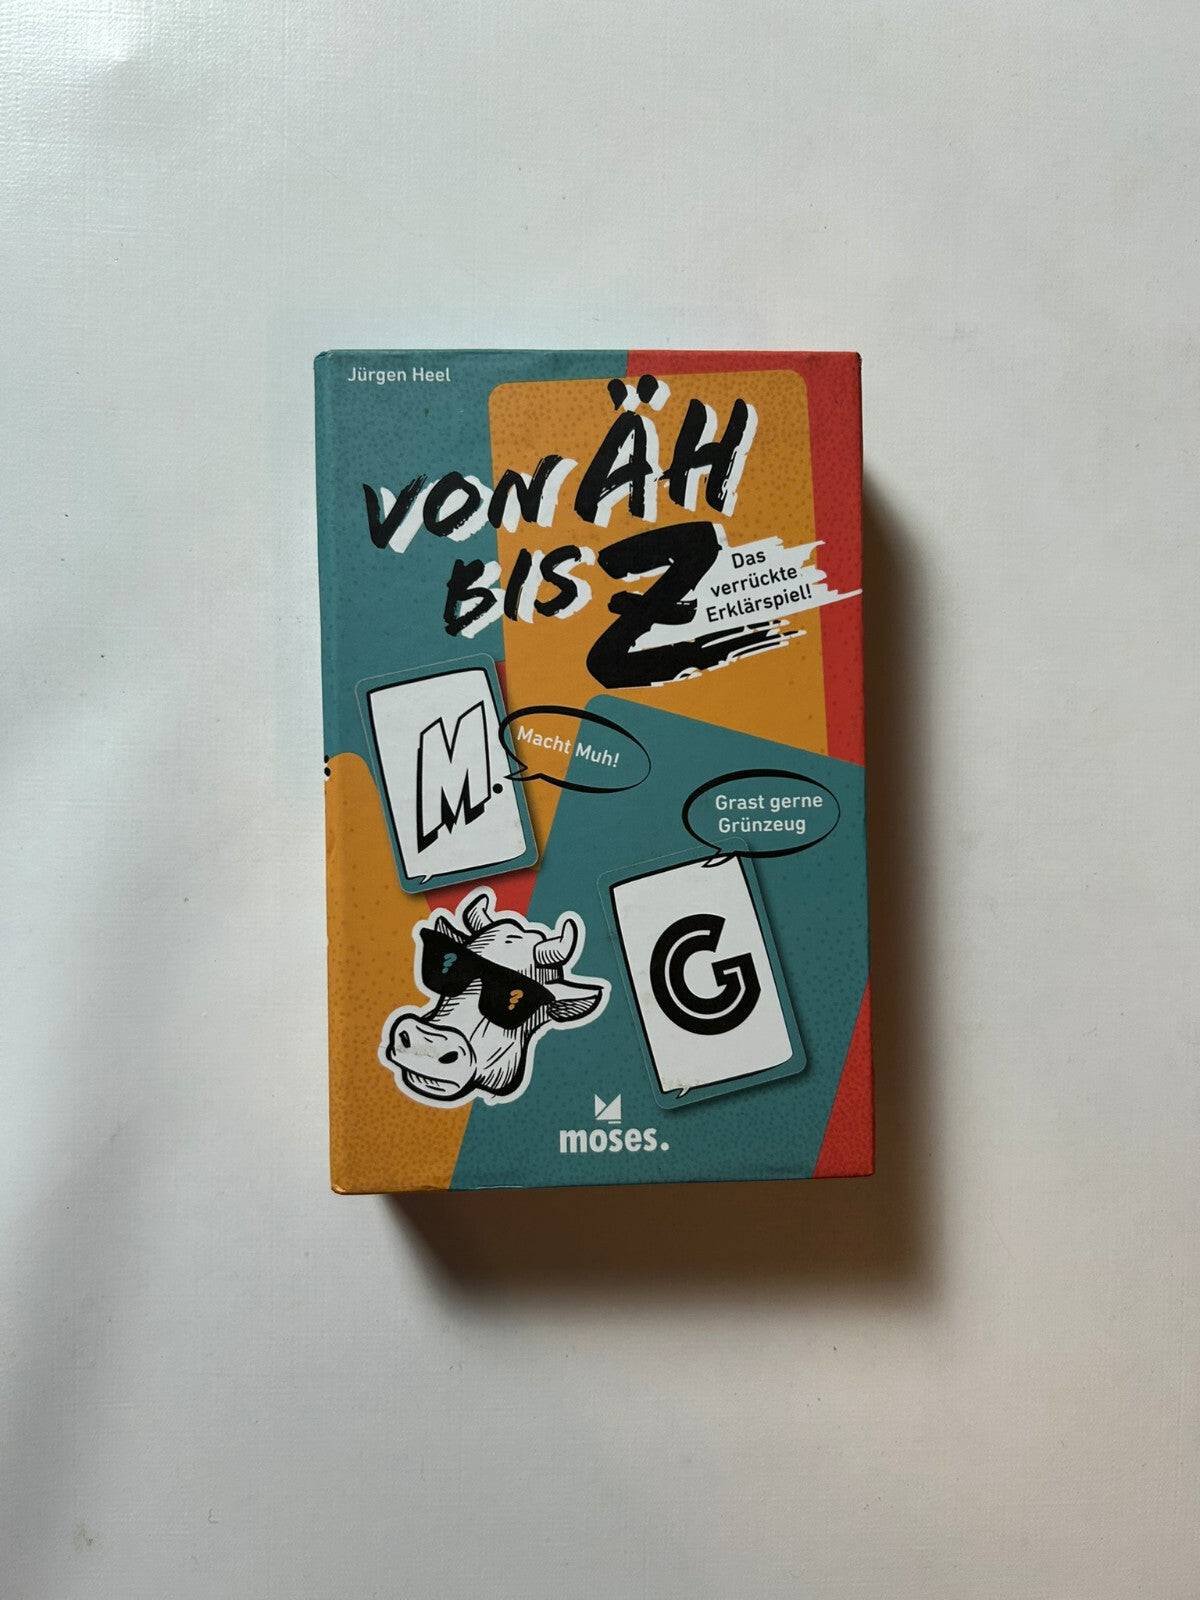 Jürgen Heel
VON ÄH
BIS Z
Das
verrückte
Erklärspiel!
M.
Macht Muh!
Grast gerne
Grünzeug
G
? ?
moses.